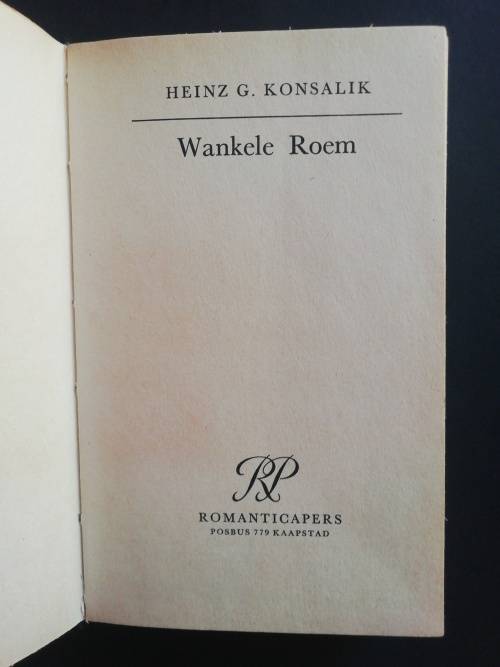 HEINZ G. KONSALIK
Wankele Roem
RP
ROMANTICAPERS
POSBUS 779 KAAPSTAD